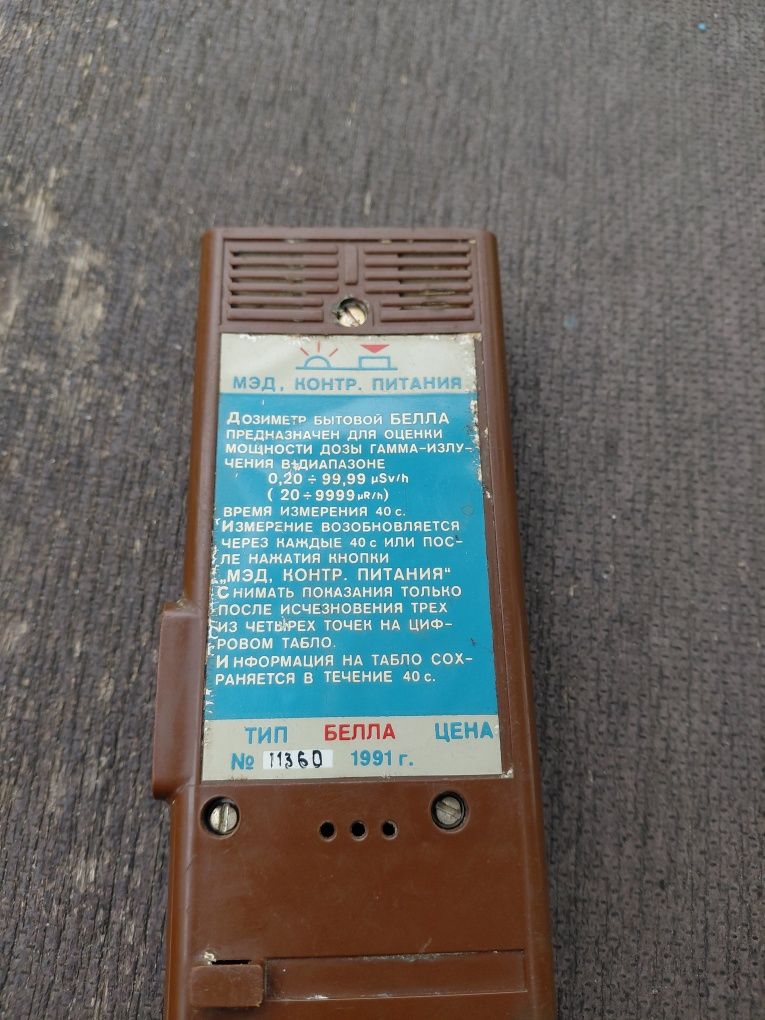 МЭД, КОНТР. ПИТАНИЯ
Дозиметр бытовой БЕЛЛА
предназначен для оценки
мощности дозы гамма-излу-
чения в диапазоне
0,20 ÷ 99,99 μSv/h
( 20 ÷ 9999 μR/h)
Время измерения 40 с.
Измерение возобновляется
через каждые 40 с или пос-
ле нажатия кнопки
„МЭД, КОНТР. ПИТАНИЯ"
Снимать показания только
после исчезновения трех
из четырех точек на циф-
ровом табло.
Информация на табло сох-
раняется в течение 40 с.
ТИП БЕЛЛА ЦЕНА
№ 11360 1991 г.